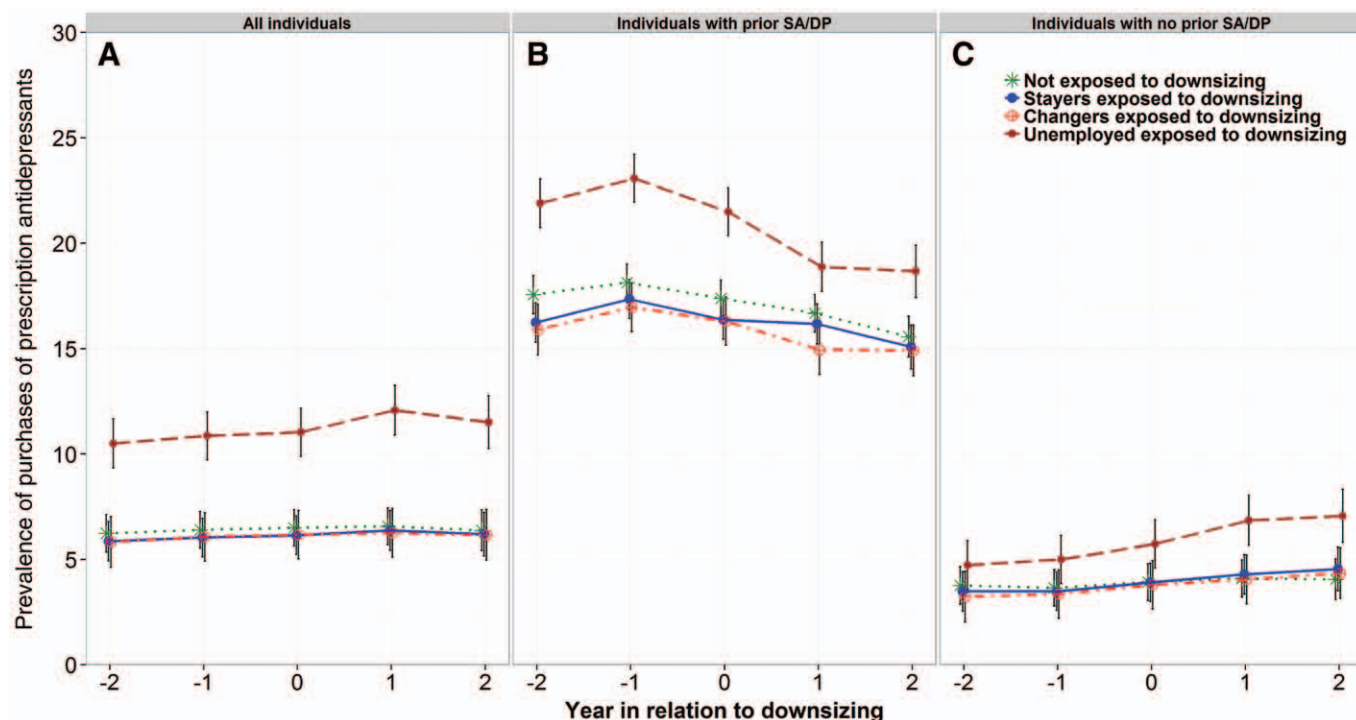 All individuals
Individuals with prior SA/DP
Individuals with no prior SA/DP
A
B
C
Not exposed to downsizing
Stayers exposed to downsizing
Changers exposed to downsizing
Unemployed exposed to downsizing
Prevalence of purchases of prescription antidepressants
30
25
20
15
10
5
0
-2 -1 0 1 2
-2 -1 0 1 2
-2 -1 0 1 2
Year in relation to downsizing